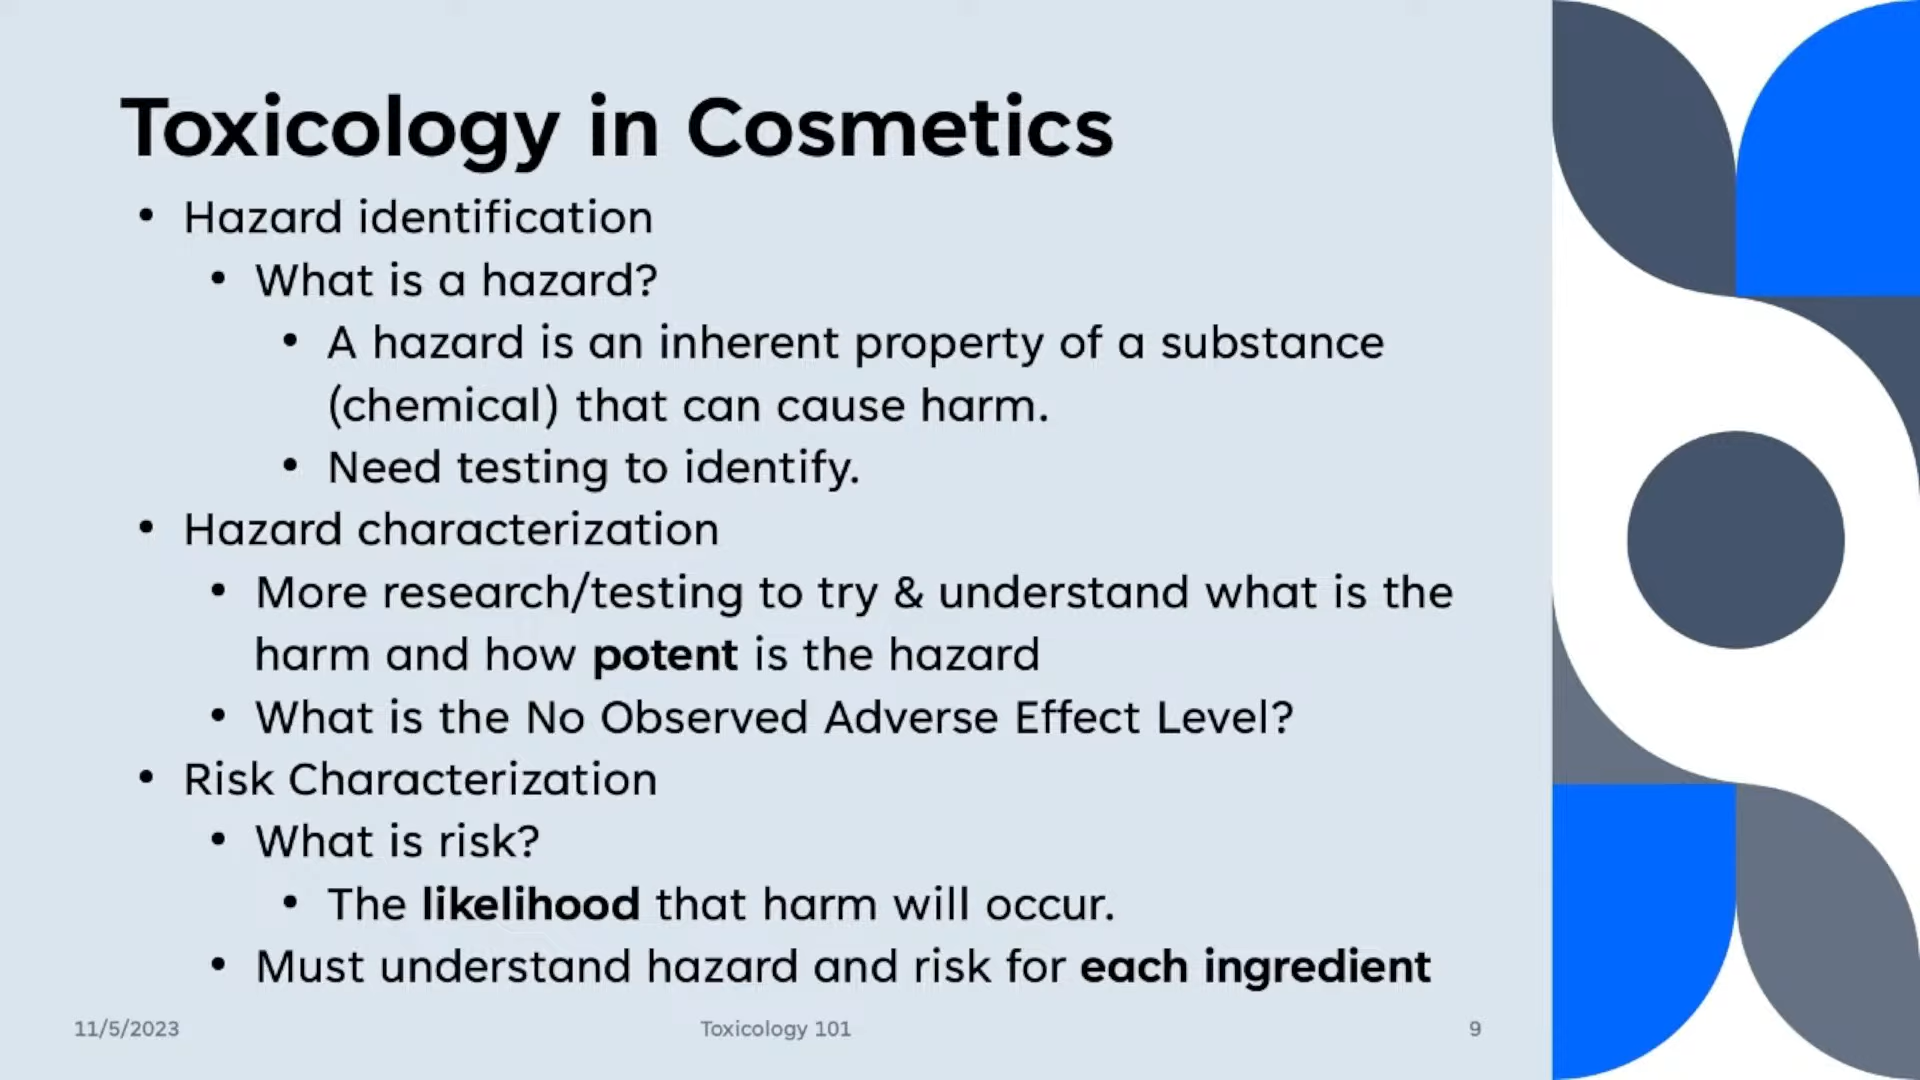 Toxicology in Cosmetics
• Hazard identification
• What is a hazard?
• A hazard is an inherent property of a substance
(chemical) that can cause harm.
• Need testing to identify.
• Hazard characterization
• More research/testing to try & understand what is the
harm and how potent is the hazard
• What is the No Observed Adverse Effect Level?
• Risk Characterization
• What is risk?
• The likelihood that harm will occur.
• Must understand hazard and risk for each ingredient
11/5/2023 Toxicology 101 9